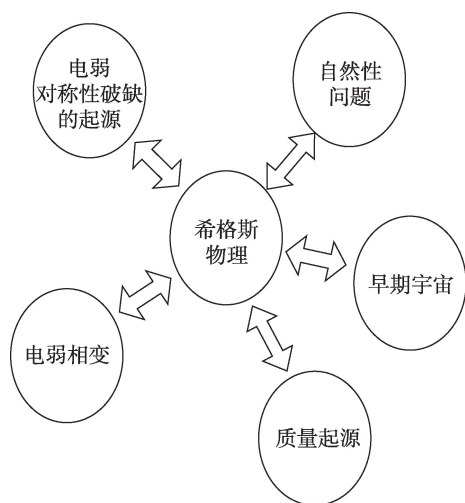 电弱
对称性破缺
的起源
自然性
问题
希格斯
物理
早期宇宙
电弱相变
质量起源